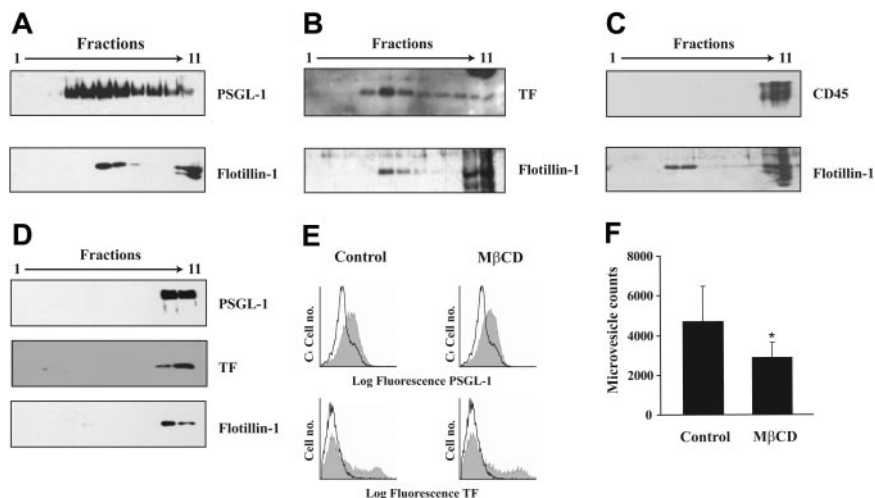 A
Fractions
1 11
PSGL-1
Flotillin-1
B
Fractions
1 11
TF
Flotillin-1
C
Fractions
1 11
CD45
Flotillin-1
D
Fractions
1 11
PSGL-1
TF
Flotillin-1
E
Control MβCD
Cell no. Cell no.
Log Fluorescence PSGL-1
Cell no. Cell no.
Log Fluorescence TF
F
Microvesicle counts
8000
6000
4000
2000
0
*
Control MβCD